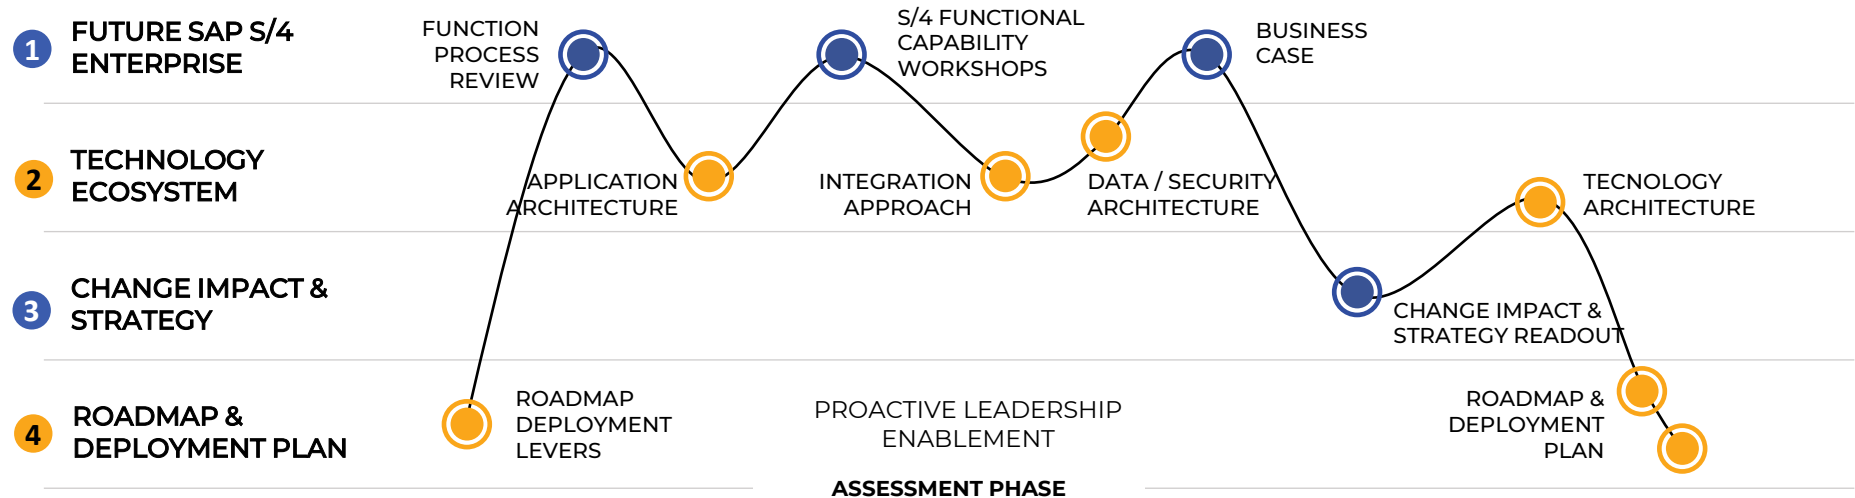 1
FUTURE SAP S/4
ENTERPRISE
FUNCTION
PROCESS
REVIEW
S/4 FUNCTIONAL
CAPABILITY
WORKSHOPS
BUSINESS
CASE
2
TECHNOLOGY
ECOSYSTEM
APPLICATION
ARCHITECTURE
INTEGRATION
APPROACH
DATA / SECURITY
ARCHITECTURE
TECNOLOGY
ARCHITECTURE
3
CHANGE IMPACT &
STRATEGY
CHANGE IMPACT &
STRATEGY READOUT
4
ROADMAP &
DEPLOYMENT PLAN
ROADMAP
DEPLOYMENT
LEVERS
PROACTIVE LEADERSHIP
ENABLEMENT
ROADMAP &
DEPLOYMENT
PLAN
ASSESSMENT PHASE